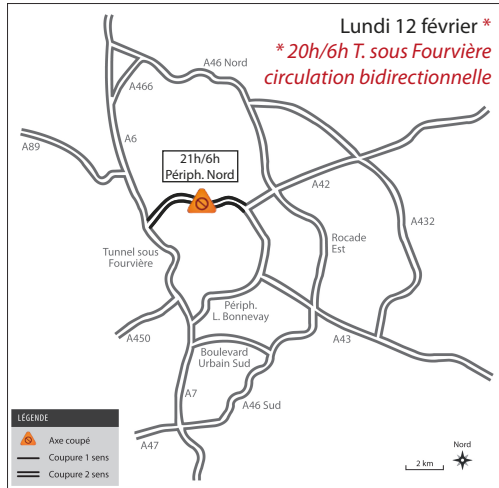 Lundi 12 février *
* 20h/6h T. sous Fourvière
circulation bidirectionnelle
A46 Nord
A466
A6
A89
21h/6h
Périph. Nord
A42
A432
Rocade
Est
Tunnel sous
Fourvière
Périph.
L. Bonnevay
A450
A43
Boulevard
Urbain Sud
A7
A46 Sud
A47
LÉGENDE
Axe coupé
Coupure 1 sens
Coupure 2 sens
2 km
Nord